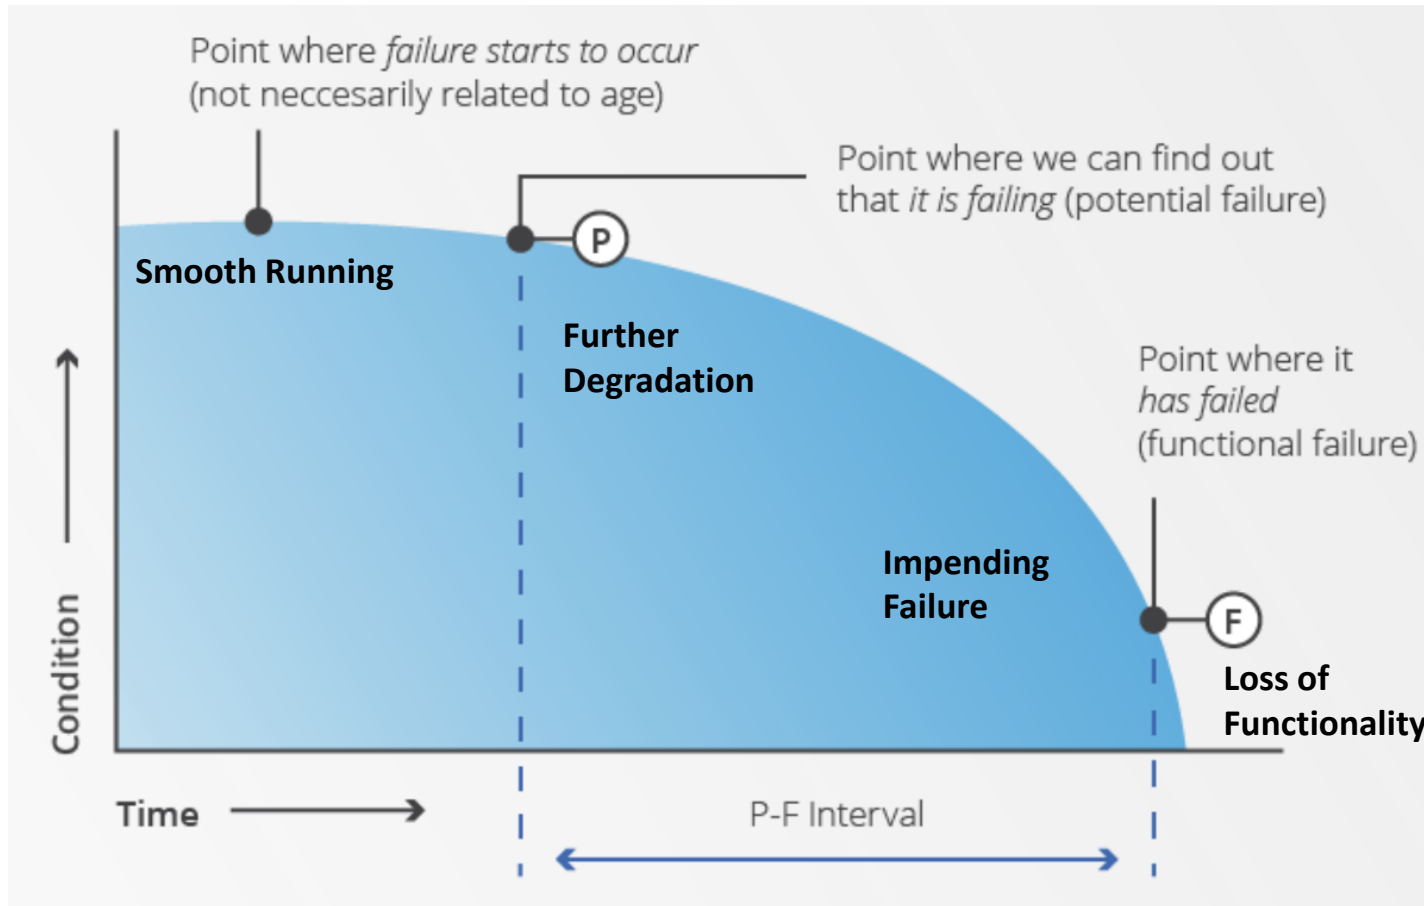 Point where failure starts to occur
(not neccesarily related to age)
Point where we can find out
that it is failing (potential failure)
P
Smooth Running
Further
Degradation
Point where it
has failed
(functional failure)
Impending
Failure
F
Loss of
Functionality
Condition
Time
P-F Interval